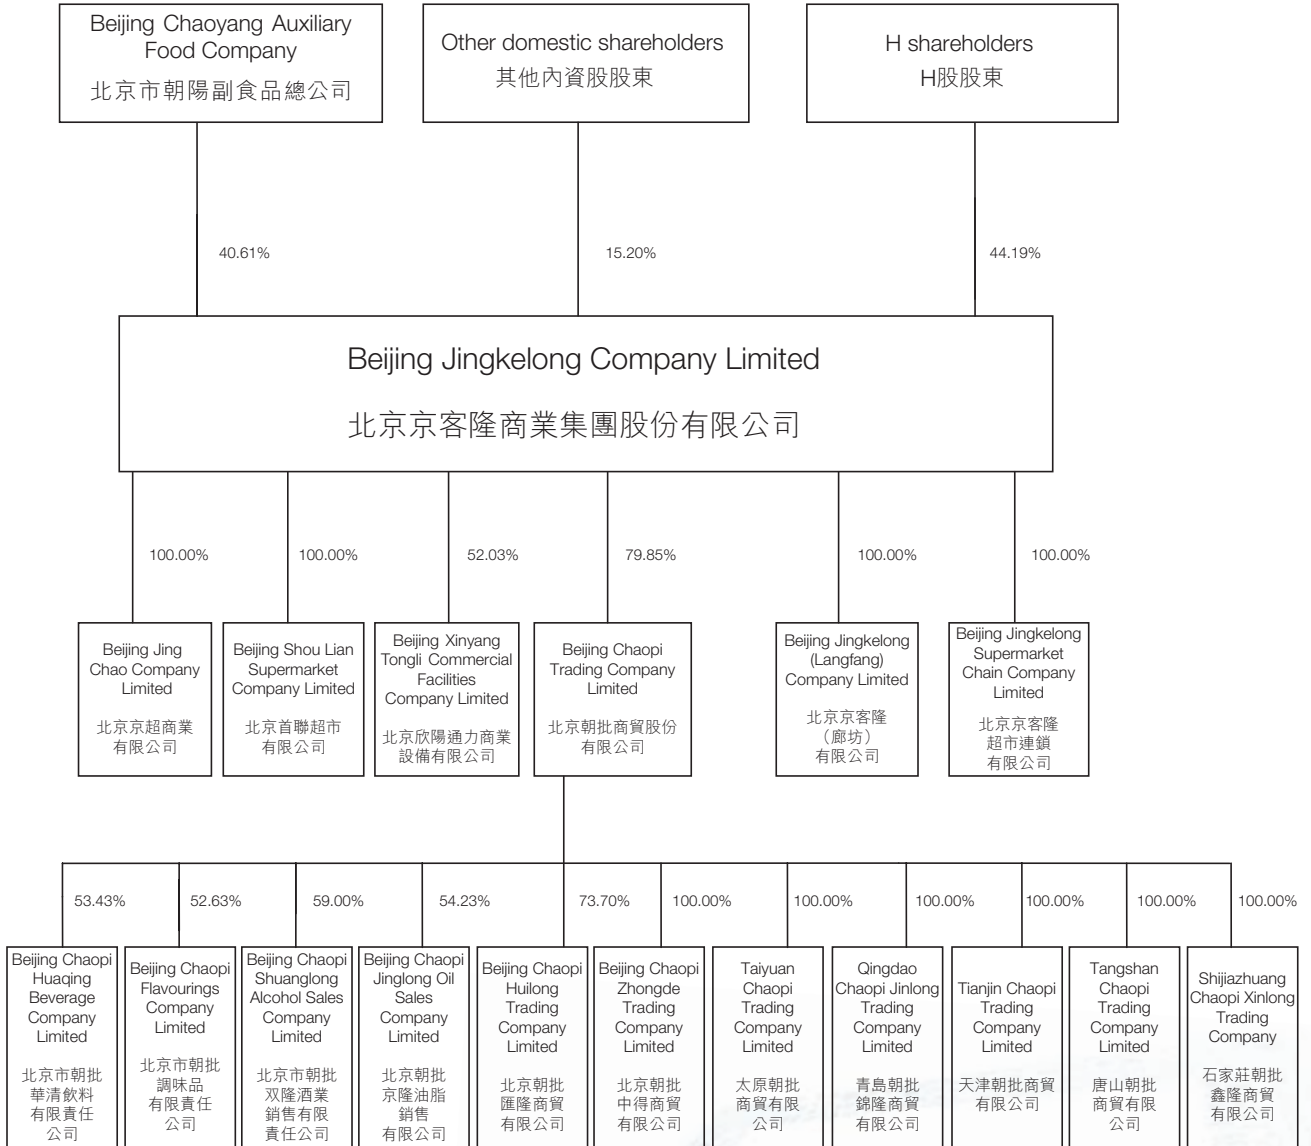 Beijing Chaoyang Auxiliary
Food Company
北京市朝陽副食品總公司
Other domestic shareholders
其他內資股股東
H shareholders
H股股東
40.61%
15.20%
44.19%
Beijing Jingkelong Company Limited
北京京客隆商業集團股份有限公司
100.00%
100.00%
52.03%
79.85%
100.00%
100.00%
Beijing Jing
Chao Company
Limited
北京京超商業
有限公司
Beijing Shou Lian
Supermarket
Company Limited
北京首聯超市
有限公司
Beijing Xinyang
Tongli Commercial
Facilities
Company Limited
北京欣陽通力商業
設備有限公司
Beijing Chaopi
Trading Company
Limited
北京朝批商貿股份
有限公司
Beijing Jingkelong
(Langfang)
Company Limited
北京京客隆
（廊坊）
有限公司
Beijing Jingkelong
Supermarket
Chain Company
Limited
北京京客隆
超市連鎖
有限公司
53.43%
52.63%
59.00%
54.23%
73.70%
100.00%
100.00%
100.00%
100.00%
100.00%
100.00%
Beijing Chaopi
Huaqing
Beverage
Company
Limited
北京市朝批
華清飲料
有限責任
公司
Beijing Chaopi
Flavourings
Company
Limited
北京市朝批
調味品
有限責任
公司
Beijing Chaopi
Shuanglong
Alcohol Sales
Company
Limited
北京市朝批
双隆酒業
銷售有限
責任公司
Beijing Chaopi
Jinglong Oil
Sales
Company
Limited
北京朝批
京隆油脂
銷售
有限公司
Beijing Chaopi
Huilong
Trading
Company
Limited
北京朝批
匯隆商貿
有限公司
Beijing Chaopi
Zhongde
Trading
Company
Limited
北京朝批
中得商貿
有限公司
Taiyuan
Chaopi
Trading
Company
Limited
太原朝批
商貿有限
公司
Qingdao
Chaopi Jinlong
Trading
Company
Limited
青島朝批
錦隆商貿
有限公司
Tianjin Chaopi
Trading
Company
Limited
天津朝批商貿
有限公司
Tangshan
Chaopi
Trading
Company
Limited
唐山朝批
商貿有限
公司
Shijiazhuang
Chaopi Xinlong
Trading
Company
石家莊朝批
鑫隆商貿
有限公司